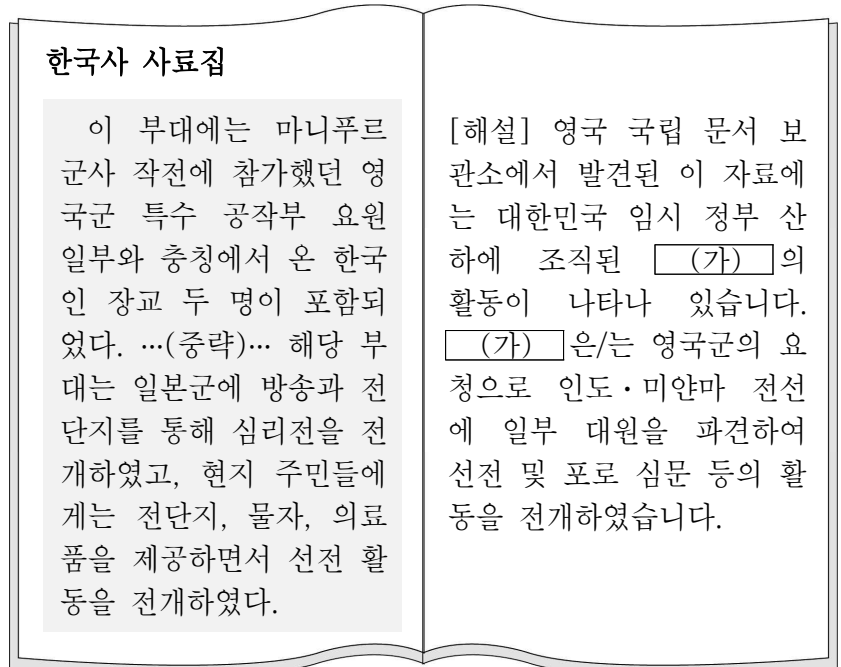 한국사 사료집
이 부대에는 마니푸르
군사 작전에 참가했던 영
국군 특수 공작부 요원
일부와 충칭에서 온 한국
인 장교 두 명이 포함되
었다. …(중략)… 해당 부
대는 일본군에 방송과 전
단지를 통해 심리전을 전
개하였고, 현지 주민들에
게는 전단지, 물자, 의료
품을 제공하면서 선전 활
동을 전개하였다.
[해설] 영국 국립 문서 보
관소에서 발견된 이 자료에
는 대한민국 임시 정부 산
하에 조직된 (가) 의
활동이 나타나 있습니다.
(가) 은/는 영국군의 요
청으로 인도·미얀마 전선
에 일부 대원을 파견하여
선전 및 포로 심문 등의 활
동을 전개하였습니다.